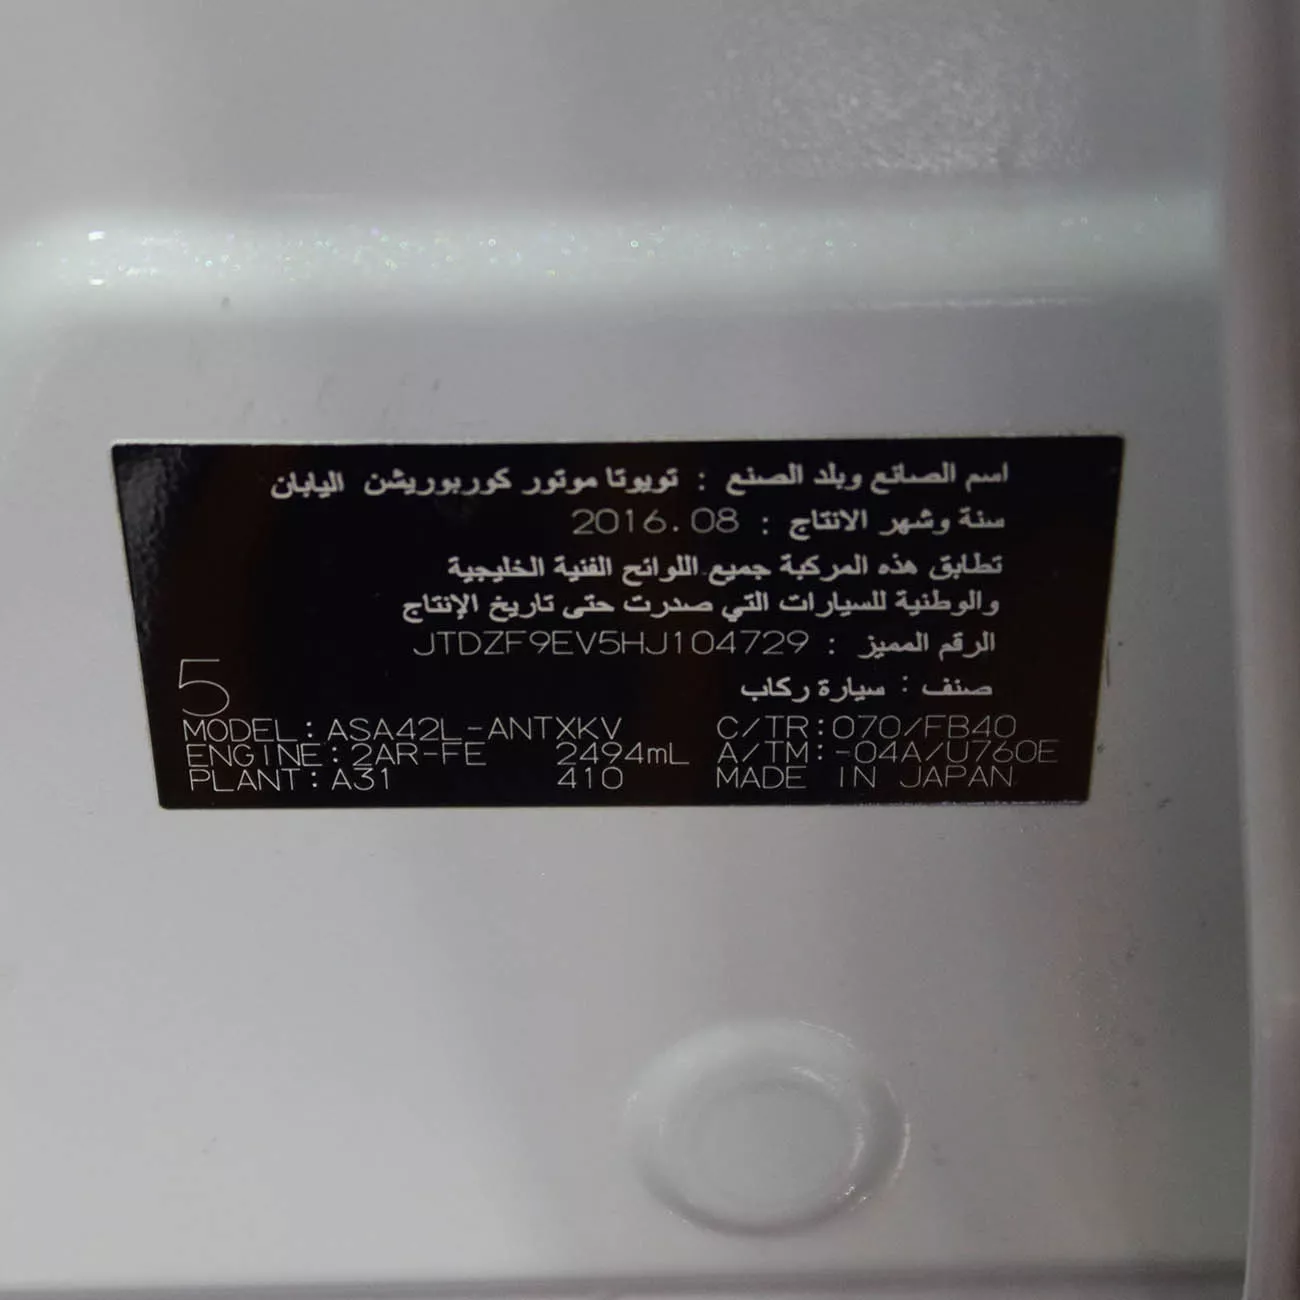 اسم الصانع وبلد الصنع : تويوتا موتور كوربوريشن اليابان
سنة وشهر الانتاج : 2016.08
تطابق هذه المركبة جميع اللوائح الفنية الخليجية
والوطنية للسيارات التي صدرت حتى تاريخ الإنتاج
الرقم المميز : JTDZF9EV5HJ104729
صنف : سيارة ركاب
5
MODEL:ASA42L-ANTXKV C/TR:070/FB40
ENGINE:2AR-FE 2494mL A/TM:-04A/U760E
PLANT:A31 410 MADE IN JAPAN